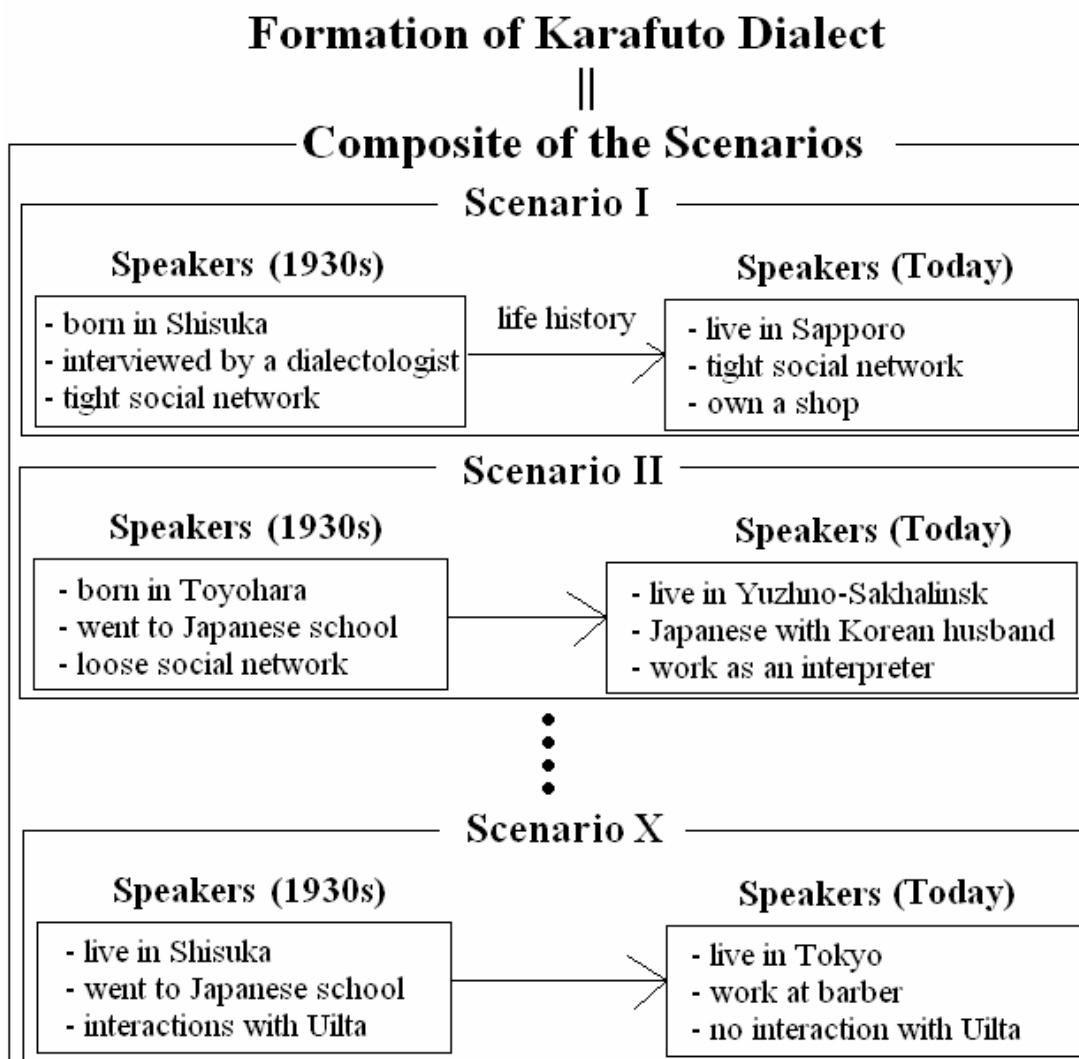 Formation of Karafuto Dialect
||
Composite of the Scenarios
Scenario I
Speakers (1930s)
Speakers (Today)
- born in Shisuka
- interviewed by a dialectologist
- tight social network
life history
- live in Sapporo
- tight social network
- own a shop
Scenario II
Speakers (1930s)
Speakers (Today)
- born in Toyohara
- went to Japanese school
- loose social network
- live in Yuzhno-Sakhalinsk
- Japanese with Korean husband
- work as an interpreter
Scenario X
Speakers (1930s)
Speakers (Today)
- live in Shisuka
- went to Japanese school
- interactions with Uilta
- live in Tokyo
- work at barber
- no interaction with Uilta